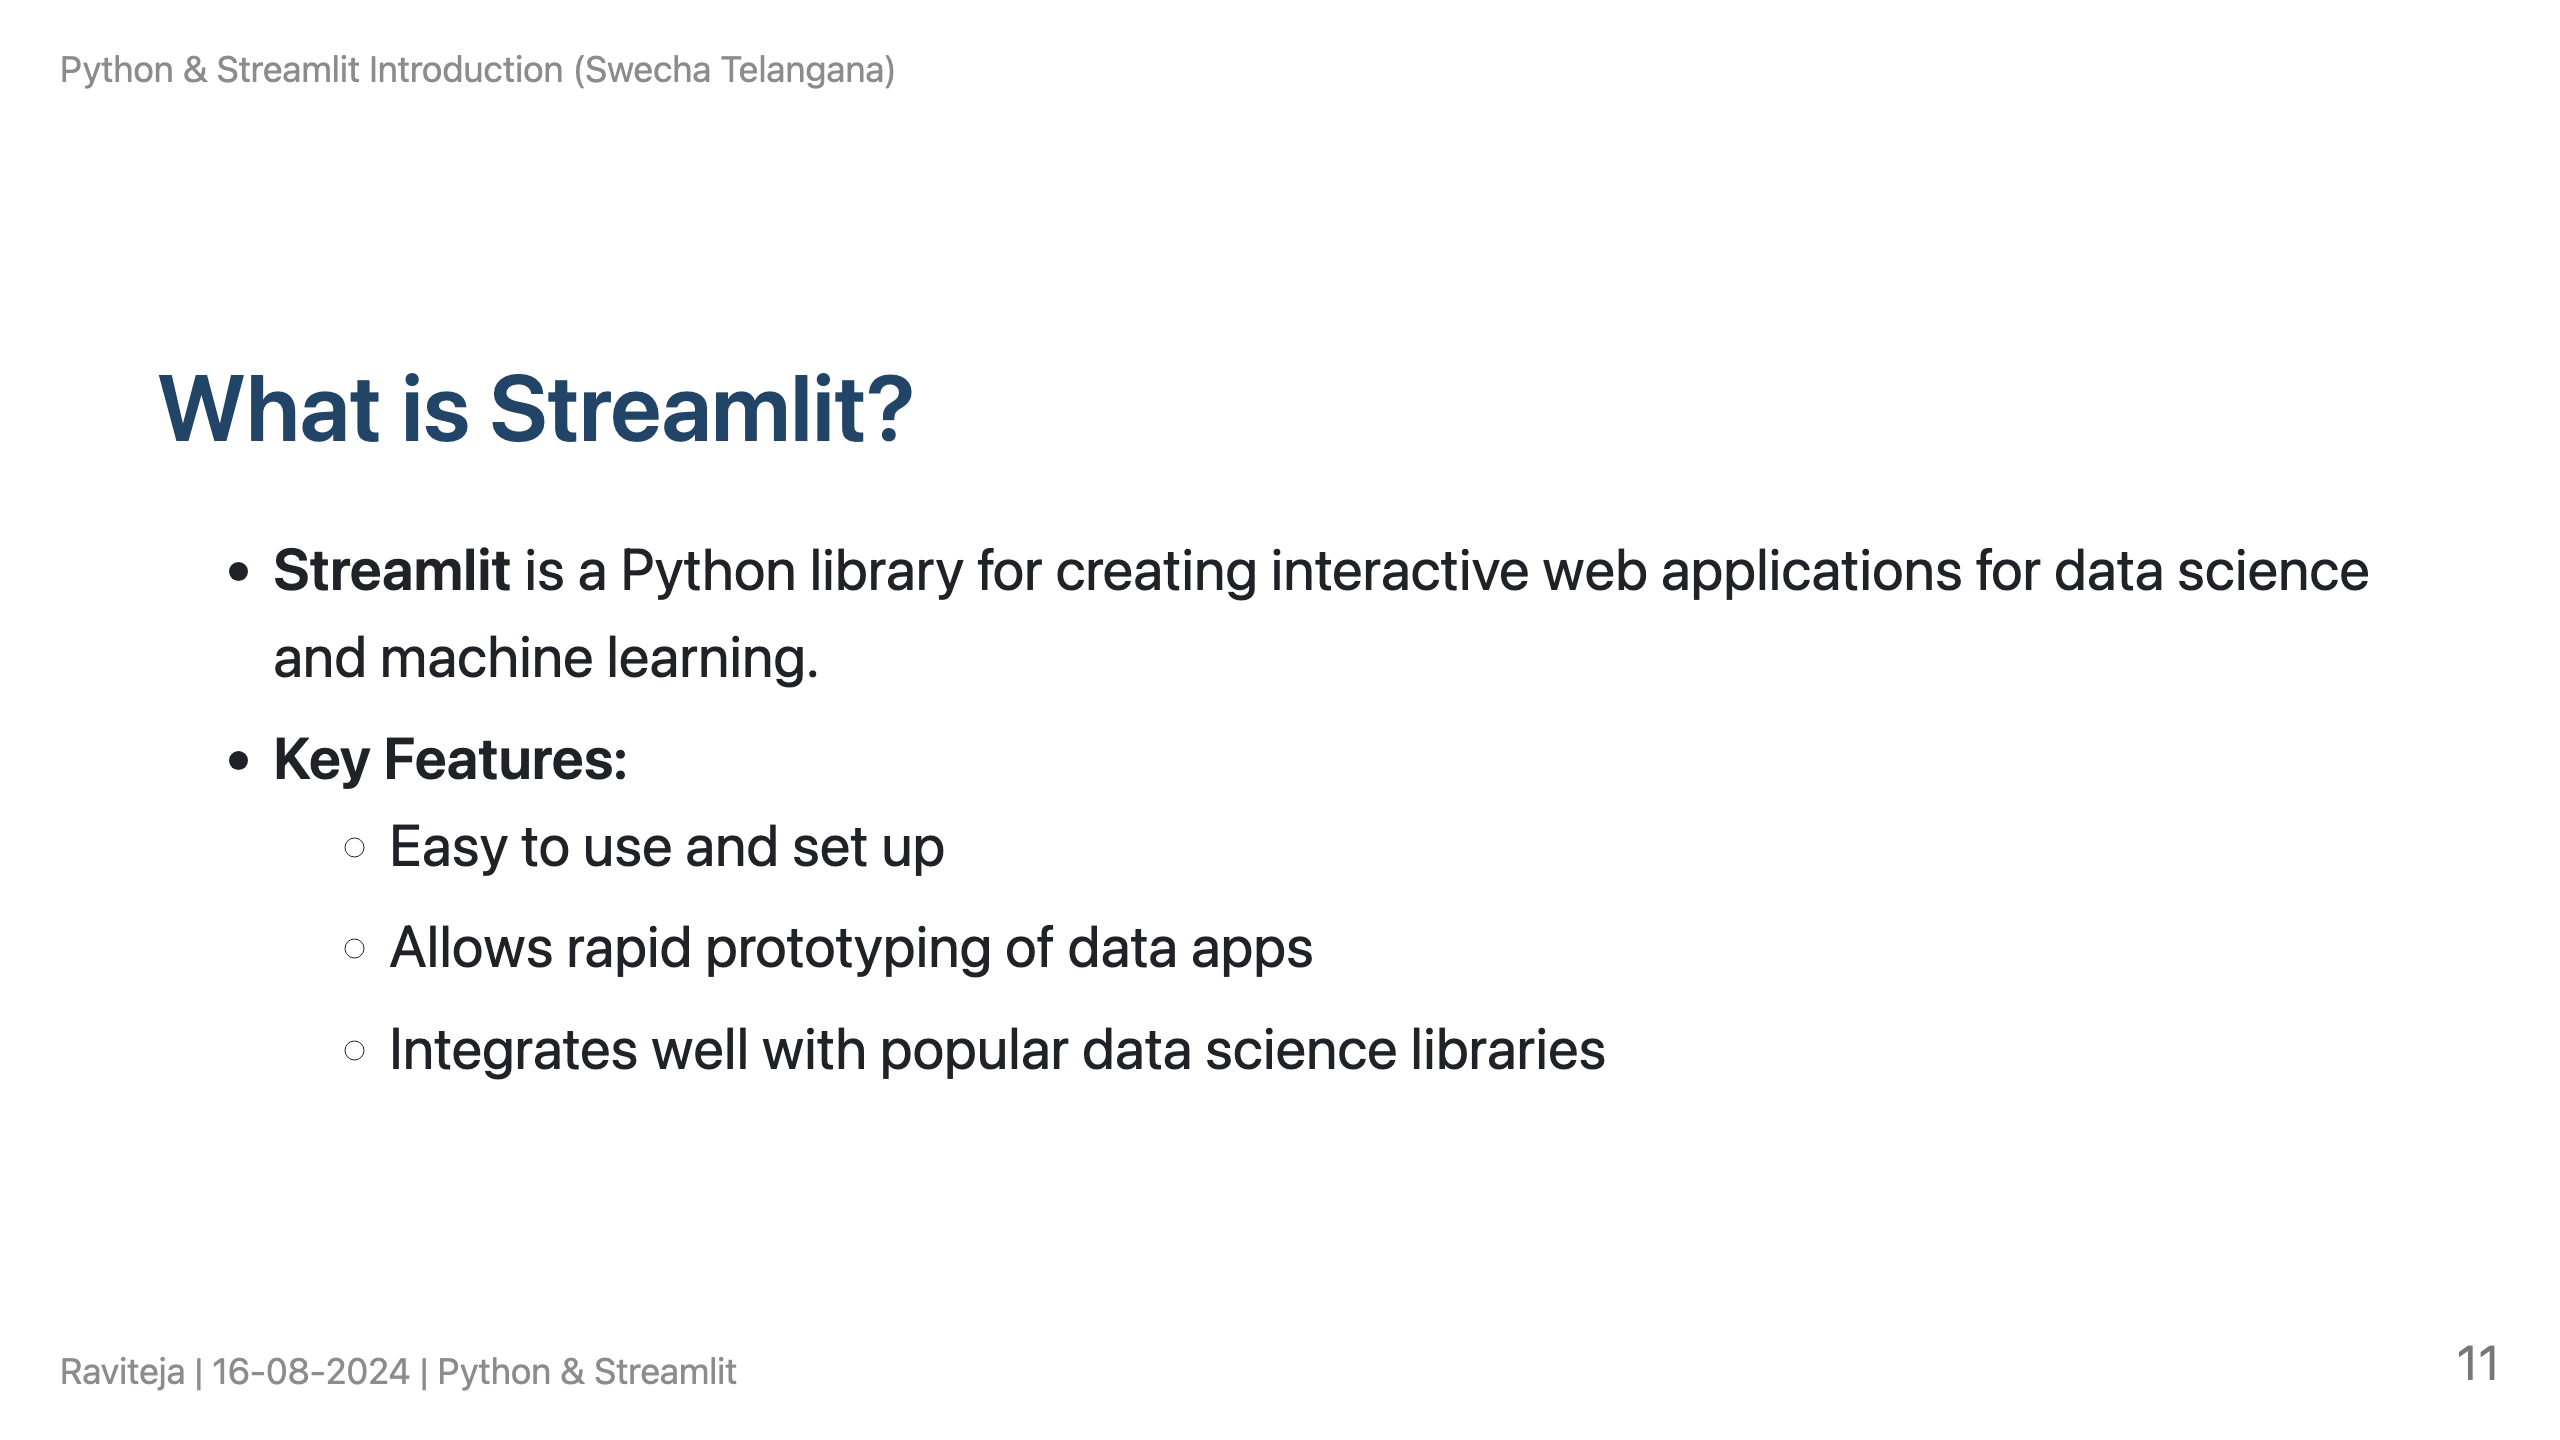 Python & Streamlit Introduction (Swecha Telangana)
What is Streamlit?
• Streamlit is a Python library for creating interactive web applications for data science
and machine learning.
• Key Features:
○ Easy to use and set up
○ Allows rapid prototyping of data apps
○ Integrates well with popular data science libraries
Raviteja | 16-08-2024 | Python & Streamlit
11